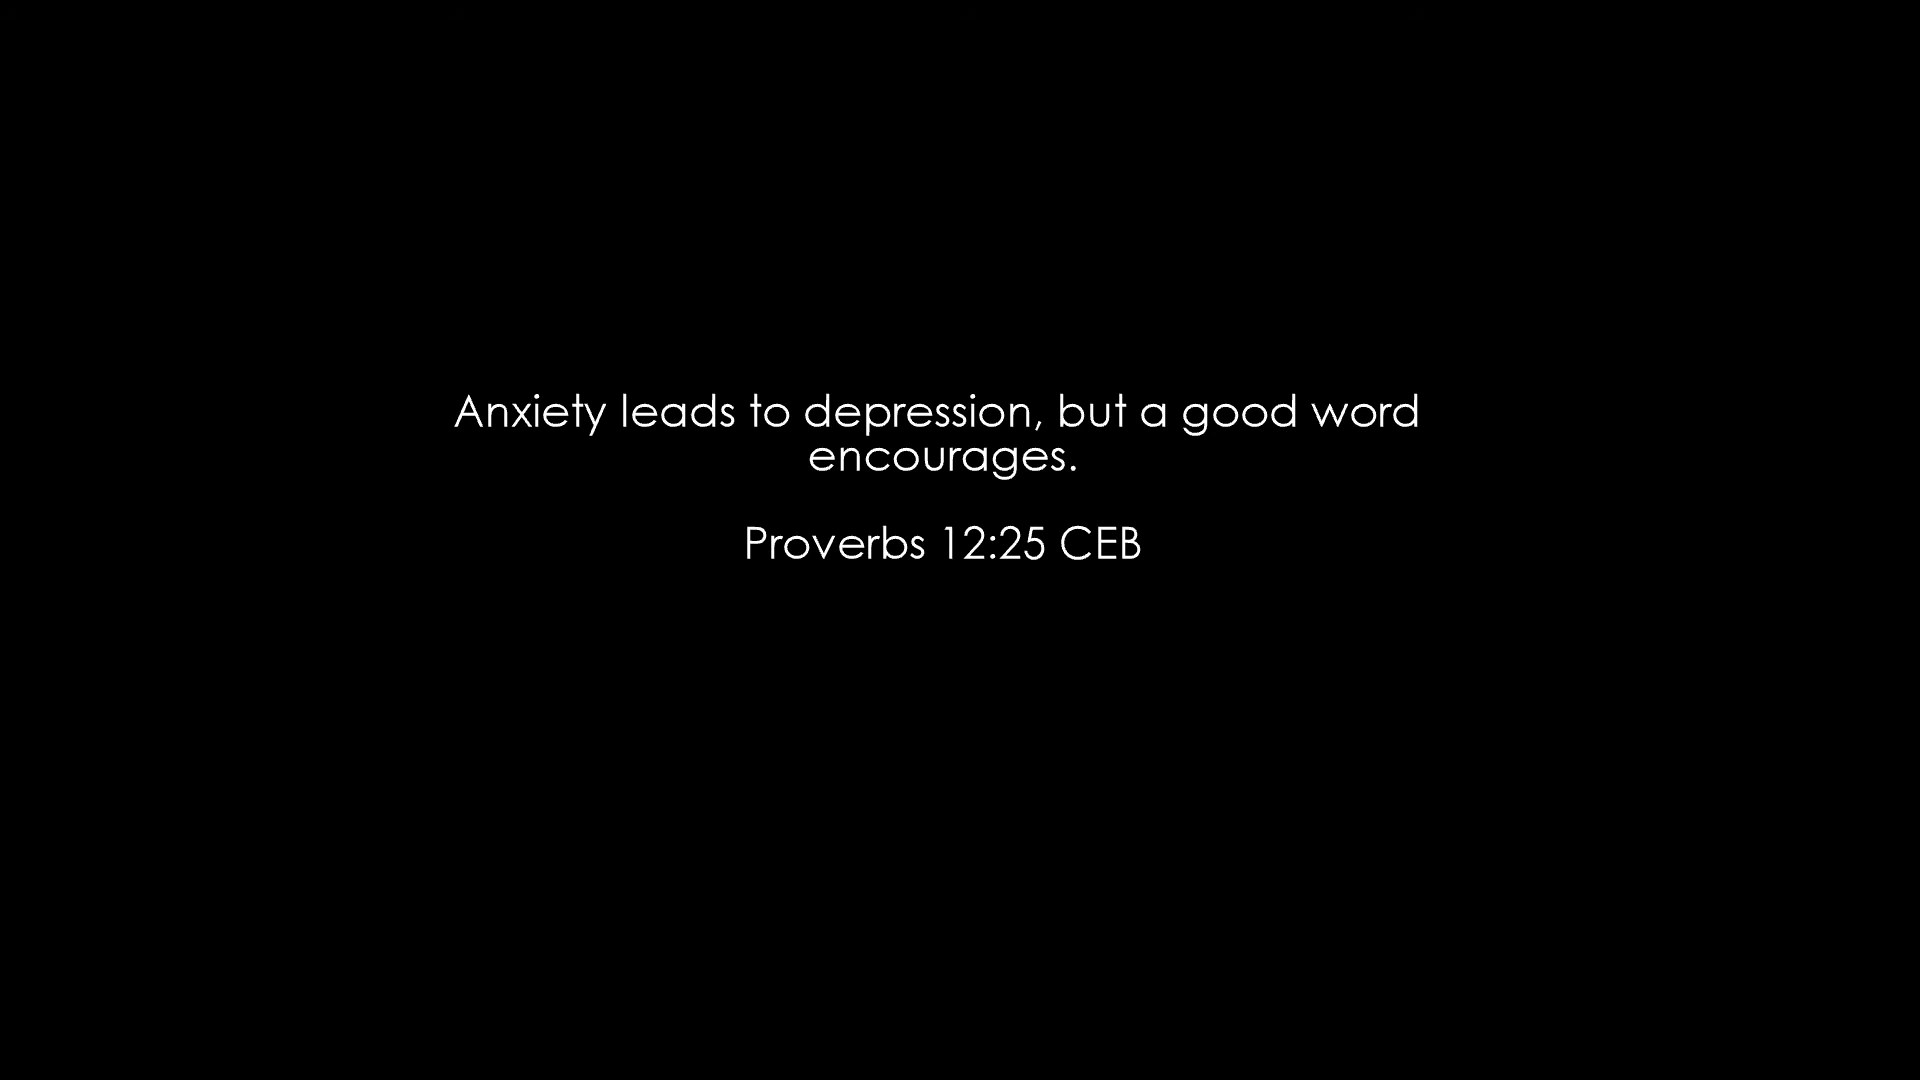 Anxiety leads to depression, but a good word
encourages.
Proverbs 12:25 CEB